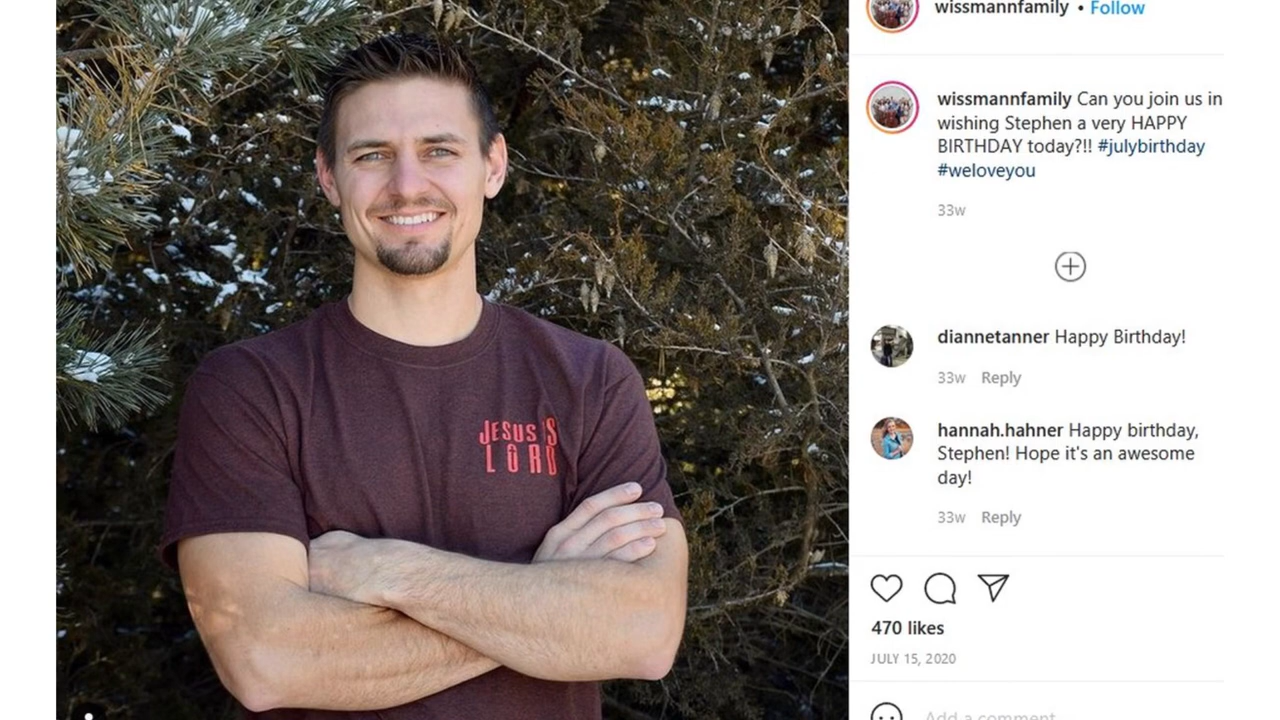 JESUS IS
LORD
wissmannfamily • Follow
wissmannfamily Can you join us in
wishing Stephen a very HAPPY
BIRTHDAY today?!! #julybirthday
#weloveyou
33w
diannetanner Happy Birthday!
33w Reply
hannah.hahner Happy birthday,
Stephen! Hope it's an awesome
day!
33w Reply
470 likes
JULY 15, 2020
Add a comment